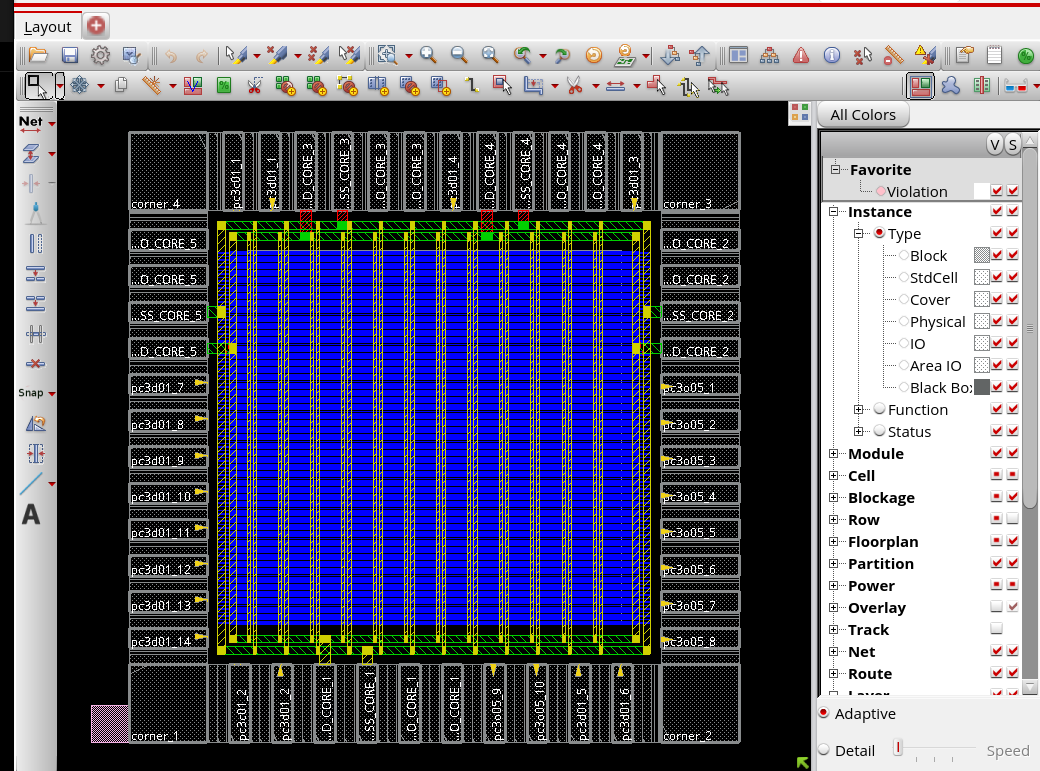 Layout
All Colors
Net
V S
Favorite
Violation
Instance
Type
Block
StdCell
Cover
Physical
IO
Area IO
Black Bo
Function
Status
Module
Cell
Blockage
Row
Floorplan
Partition
Power
Overlay
Track
Net
Route
Layer
Adaptive
Detail
Speed
Snap
A
corner_4
pc3c01_1
pc3d01_1
...D_CORE_3
...SS_CORE_3
...O_CORE_3
...O_CORE_3
pc3d01_4
...D_CORE_4
...SS_CORE_4
...O_CORE_4
...O_CORE_4
pc3d01_3
corner_3
...O_CORE_5
...O_CORE_5
...SS_CORE_5
...D_CORE_5
pc3d01_7
pc3d01_8
pc3d01_9
pc3d01_10
pc3d01_11
pc3d01_12
pc3d01_13
pc3d01_14
...O_CORE_2
...O_CORE_2
...SS_CORE_2
...D_CORE_2
pc3o05_1
pc3o05_2
pc3o05_3
pc3o05_4
pc3o05_5
pc3o05_6
pc3o05_7
pc3o05_8
corner_1
pc3c01_2
pc3d01_2
...D_CORE_1
...SS_CORE_1
...O_CORE_1
...O_CORE_1
pc3o05_9
pc3o05_10
pc3d01_5
pc3d01_6
corner_2